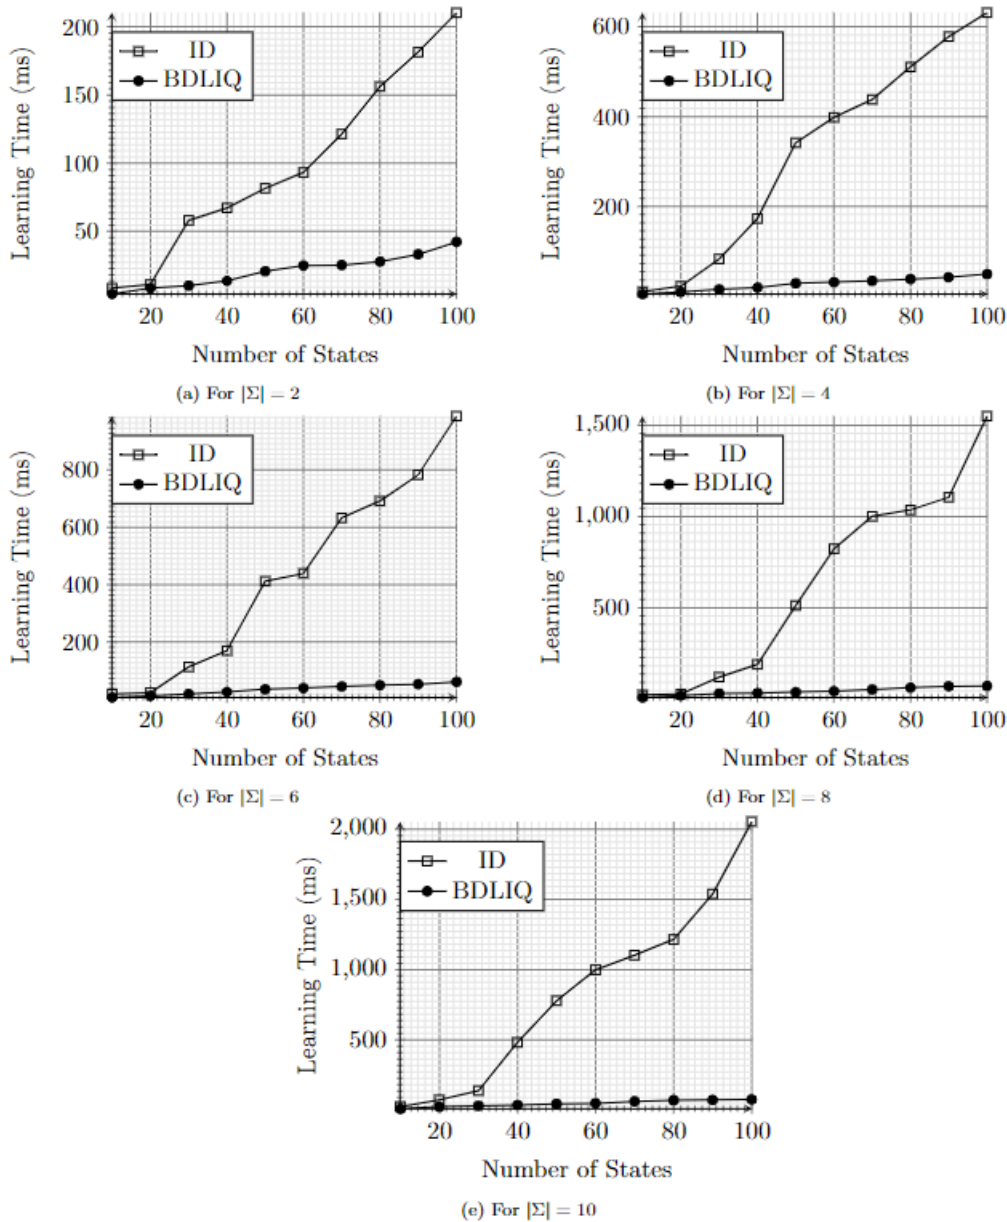 200
150
100
50
Learning Time (ms)
ID
BDLIQ
20 40 60 80 100
Number of States
(a) For |Σ| = 2
600
400
200
Learning Time (ms)
ID
BDLIQ
20 40 60 80 100
Number of States
(b) For |Σ| = 4
800
600
400
200
Learning Time (ms)
ID
BDLIQ
20 40 60 80 100
Number of States
(c) For |Σ| = 6
1,500
1,000
500
Learning Time (ms)
ID
BDLIQ
20 40 60 80 100
Number of States
(d) For |Σ| = 8
2,000
1,500
1,000
500
Learning Time (ms)
ID
BDLIQ
20 40 60 80 100
Number of States
(e) For |Σ| = 10